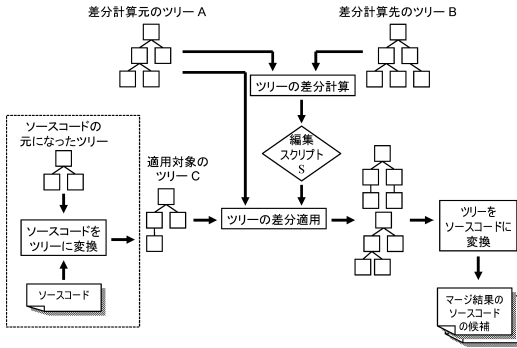 差分計算元のツリー A
差分計算先のツリー B
ツリーの差分計算
ソースコードの
元になったツリー
編集
スクリプト
S
適用対象の
ツリー C
ソースコードを
ツリーに変換
ツリーの差分適用
ツリーを
ソースコードに
変換
ソースコード
マージ結果の
ソースコード
の候補